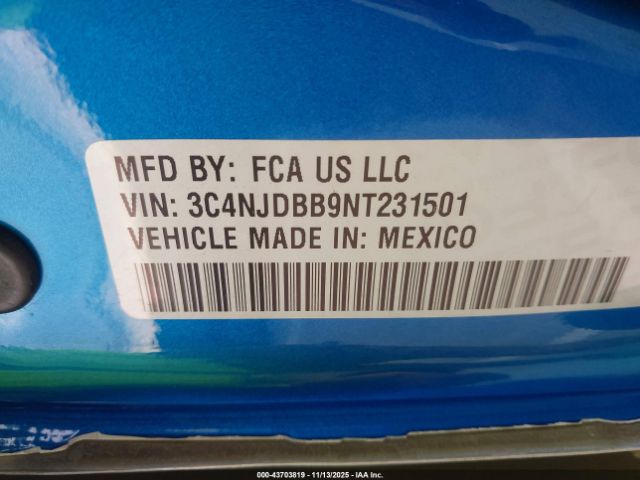 MFD BY: FCA US LLC
VIN: 3C4NJDBB9NT231501
VEHICLE MADE IN: MEXICO
000-43703819 - 11/13/2025 - IAA Inc.